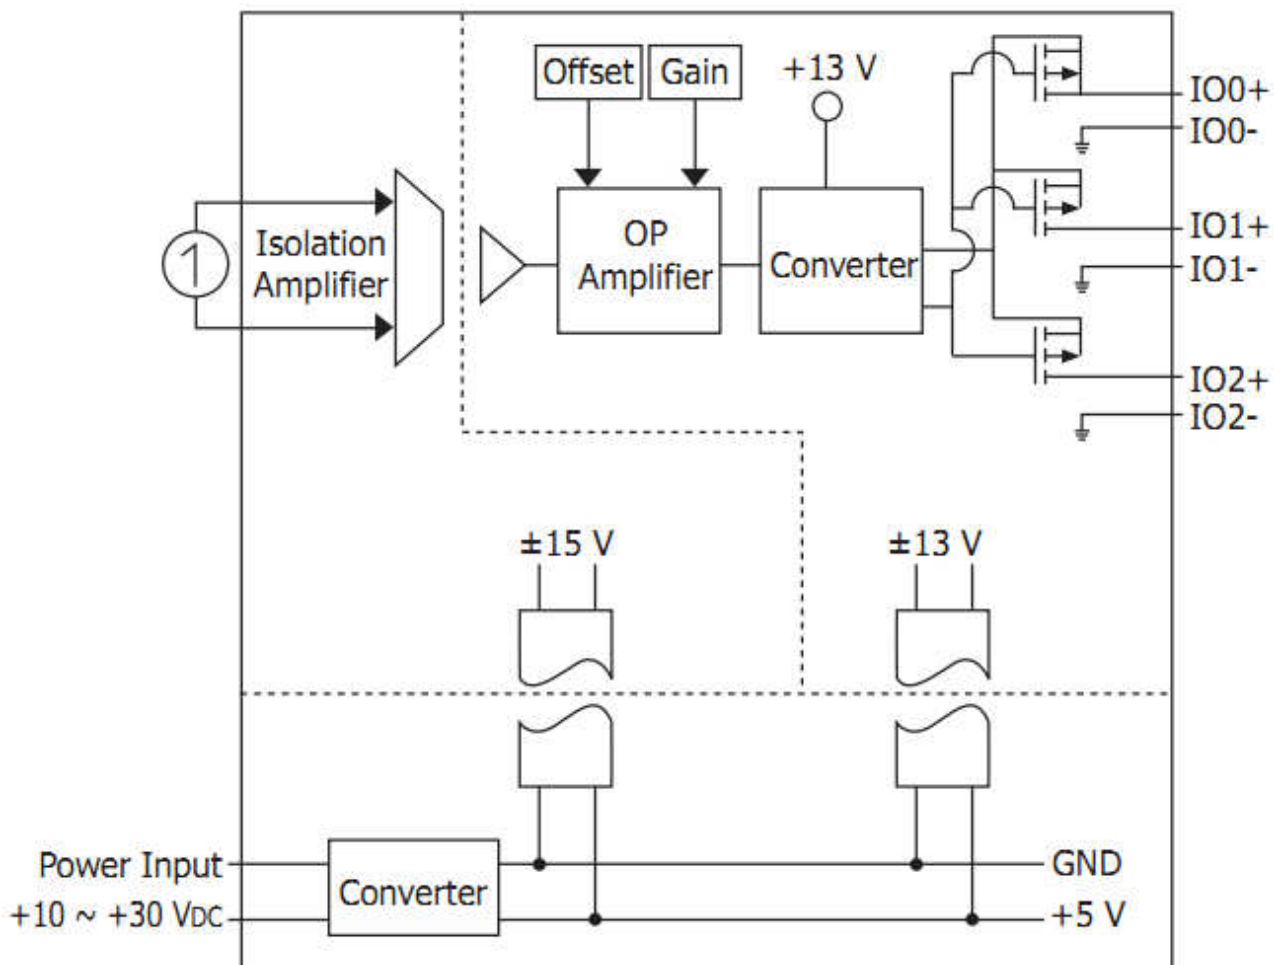 Offset
Gain
+13 V
IO0+
IO0-
Isolation
Amplifier
OP
Amplifier
Converter
IO1+
IO1-
IO2+
IO2-
±15 V
±13 V
Power Input
+10 ~ +30 VDC
Converter
GND
+5 V